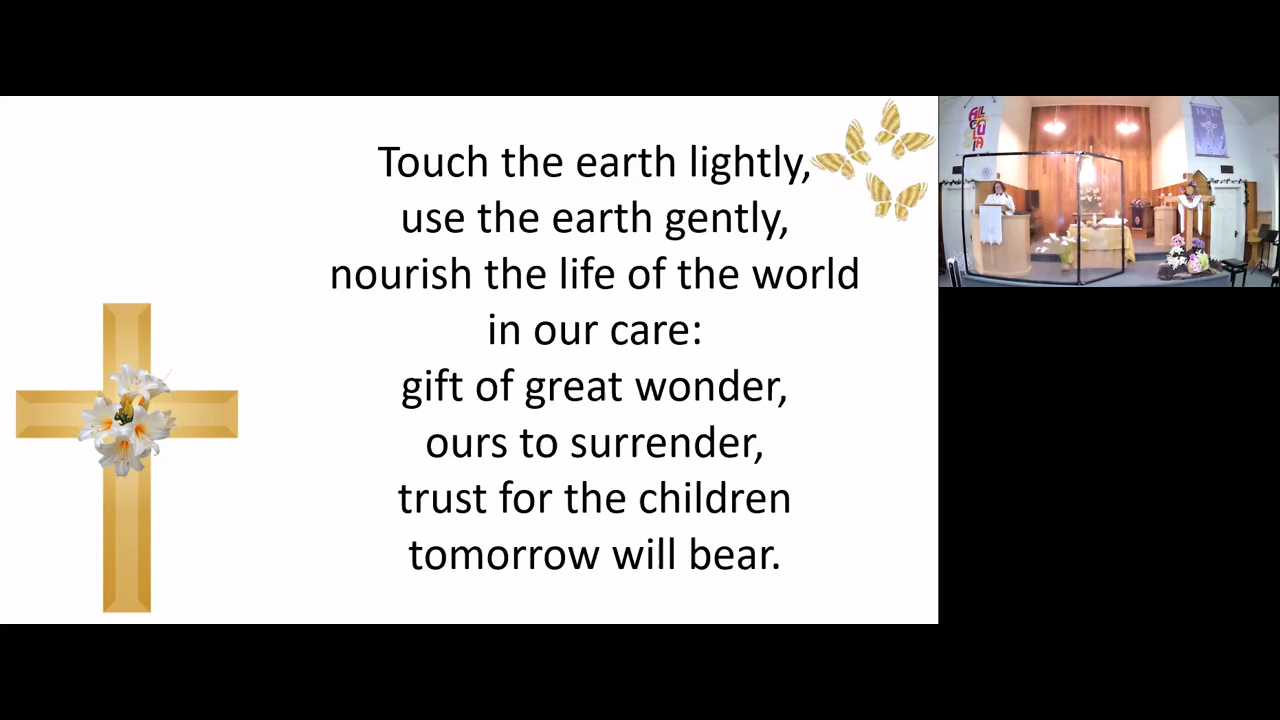 Touch the earth lightly,
use the earth gently,
nourish the life of the world
in our care:
gift of great wonder,
ours to surrender,
trust for the children
tomorrow will bear.